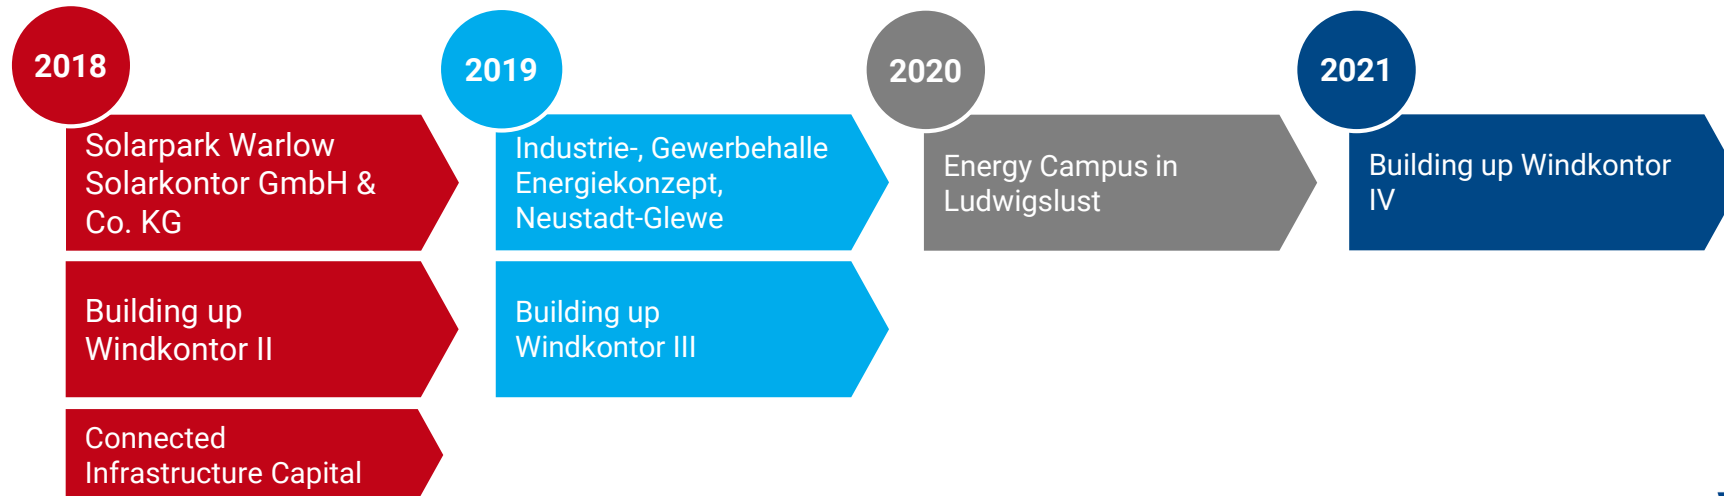 2018
Solarpark Warlow
Solarkontor GmbH &
Co. KG
Building up
Windkontor II
Connected
Infrastructure Capital
2019
Industrie-, Gewerbehalle
Energiekonzept,
Neustadt-Glewe
Building up
Windkontor III
2020
Energy Campus in
Ludwigslust
2021
Building up Windkontor
IV